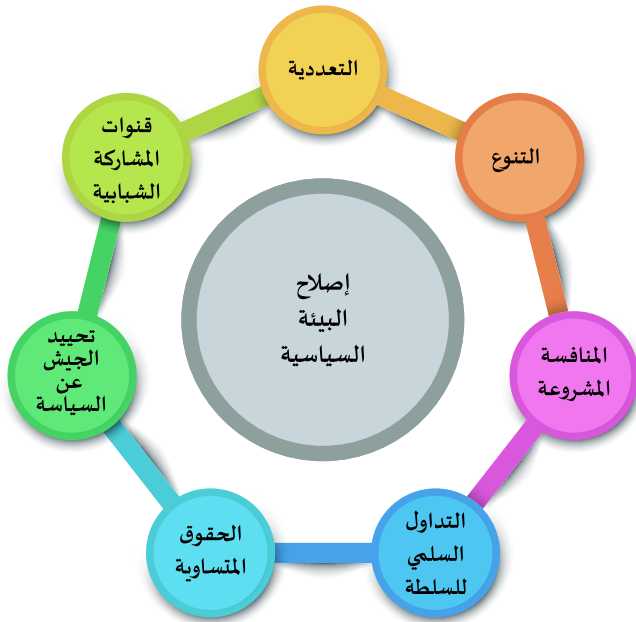 التعددية
التنوع
المنافسة
المشروعة
التداول
السلمي
للسلطة
الحقوق
المتساوية
تحييد
الجيش
عن
السياسة
قنوات
المشاركة
الشبابية
إصلاح
البيئة
السياسية